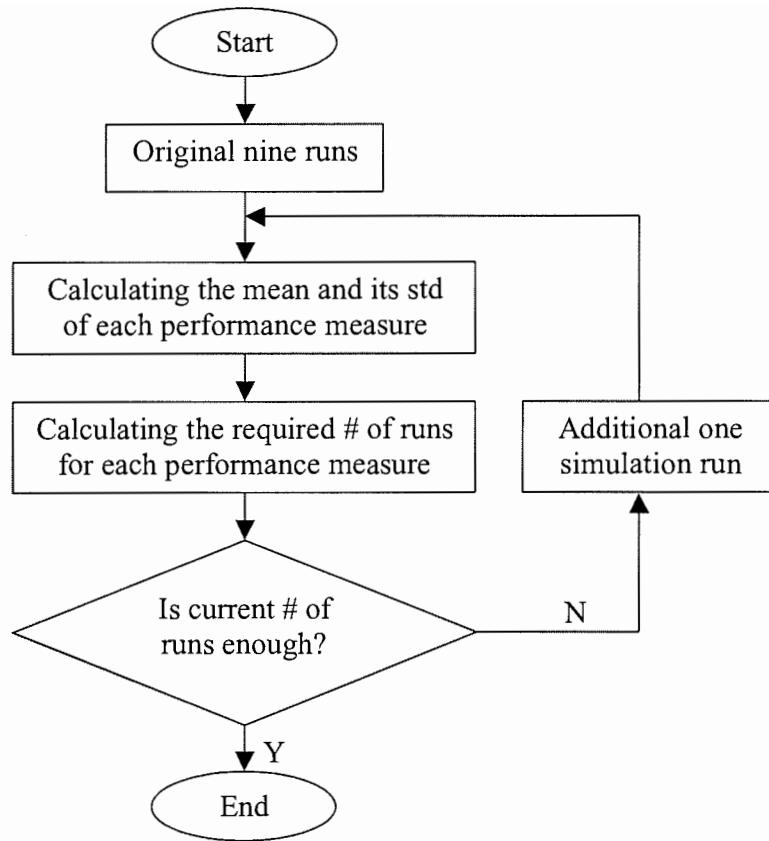 Start
Original nine runs
Calculating the mean and its std
of each performance measure
Calculating the required # of runs
for each performance measure
Additional one
simulation run
Is current # of
runs enough?
N
Y
End